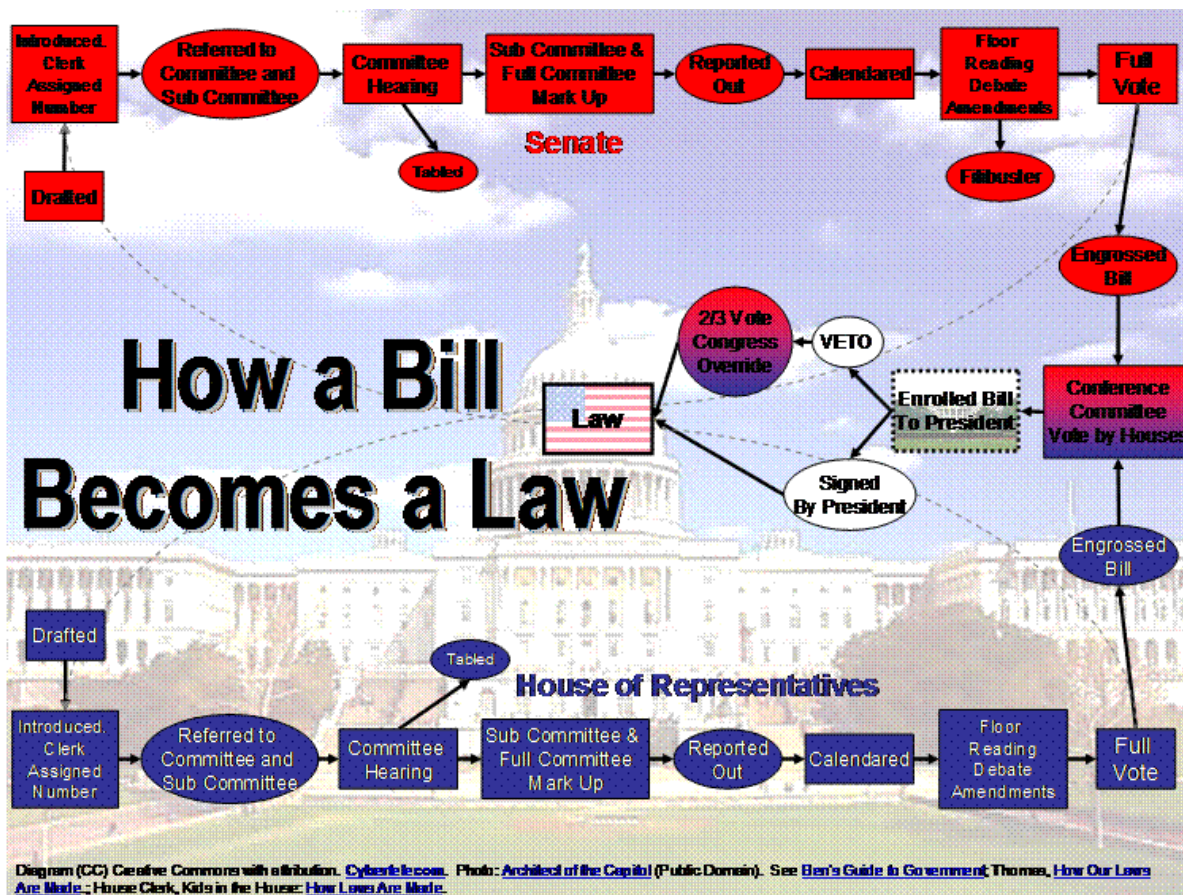 Introduced.
Clerk
Assigned
Number
Referred to
Committee and
Sub Committee
Committee
Hearing
Sub Committee &
Full Committee
Mark Up
Reported
Out
Calendared
Floor
Reading
Debate
Amendments
Full
Vote
Senate
Tabled
Filibuster
Drafted
Engrossed
Bill
2/3 Vote
Congress
Override
VETO
How a Bill
Becomes a Law
Law
Enrolled Bill
To President
Conference
Committee
Vote by Houses
Signed
By President
Engrossed
Bill
Drafted
Tabled
House of Representatives
Introduced.
Clerk
Assigned
Number
Referred to
Committee and
Sub Committee
Committee
Hearing
Sub Committee &
Full Committee
Mark Up
Reported
Out
Calendared
Floor
Reading
Debate
Amendments
Full
Vote
Diagram (CC) Creative Commons with attribution. Cybertelecom. Photo: Architect of the Capitol (Public Domain). See Ben's Guide to Government; Thomas, How Our Laws
Are Made.; House Clerk, Kids in the House: How Laws Are Made.